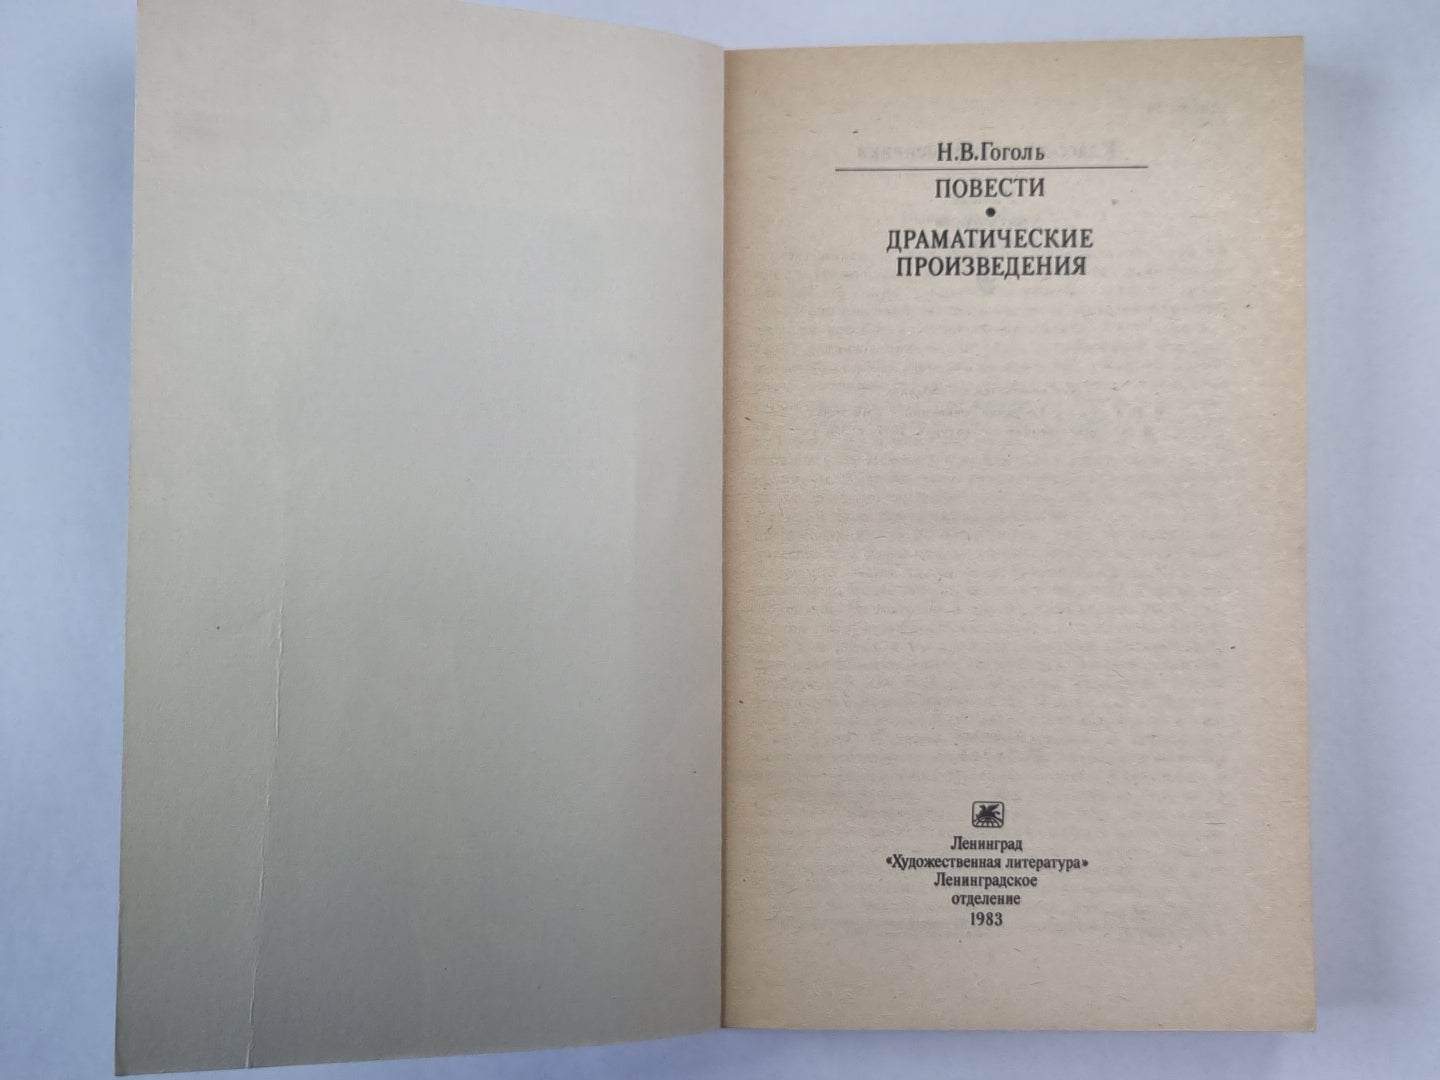 Н.В.Гоголь
ПОВЕСТИ
•
ДРАМАТИЧЕСКИЕ
ПРОИЗВЕДЕНИЯ
Ленинград
«Художественная литература»
Ленинградское
отделение
1983